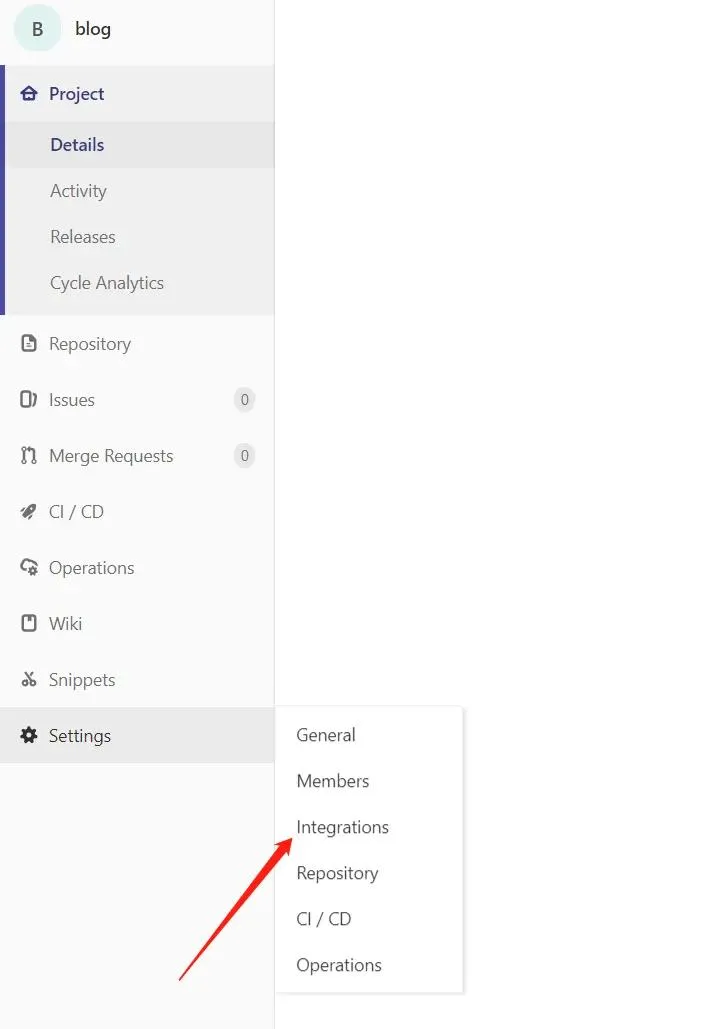 B blog
Project
Details
Activity
Releases
Cycle Analytics
Repository
Issues 0
Merge Requests 0
CI / CD
Operations
Wiki
Snippets
Settings
General
Members
Integrations
Repository
CI / CD
Operations